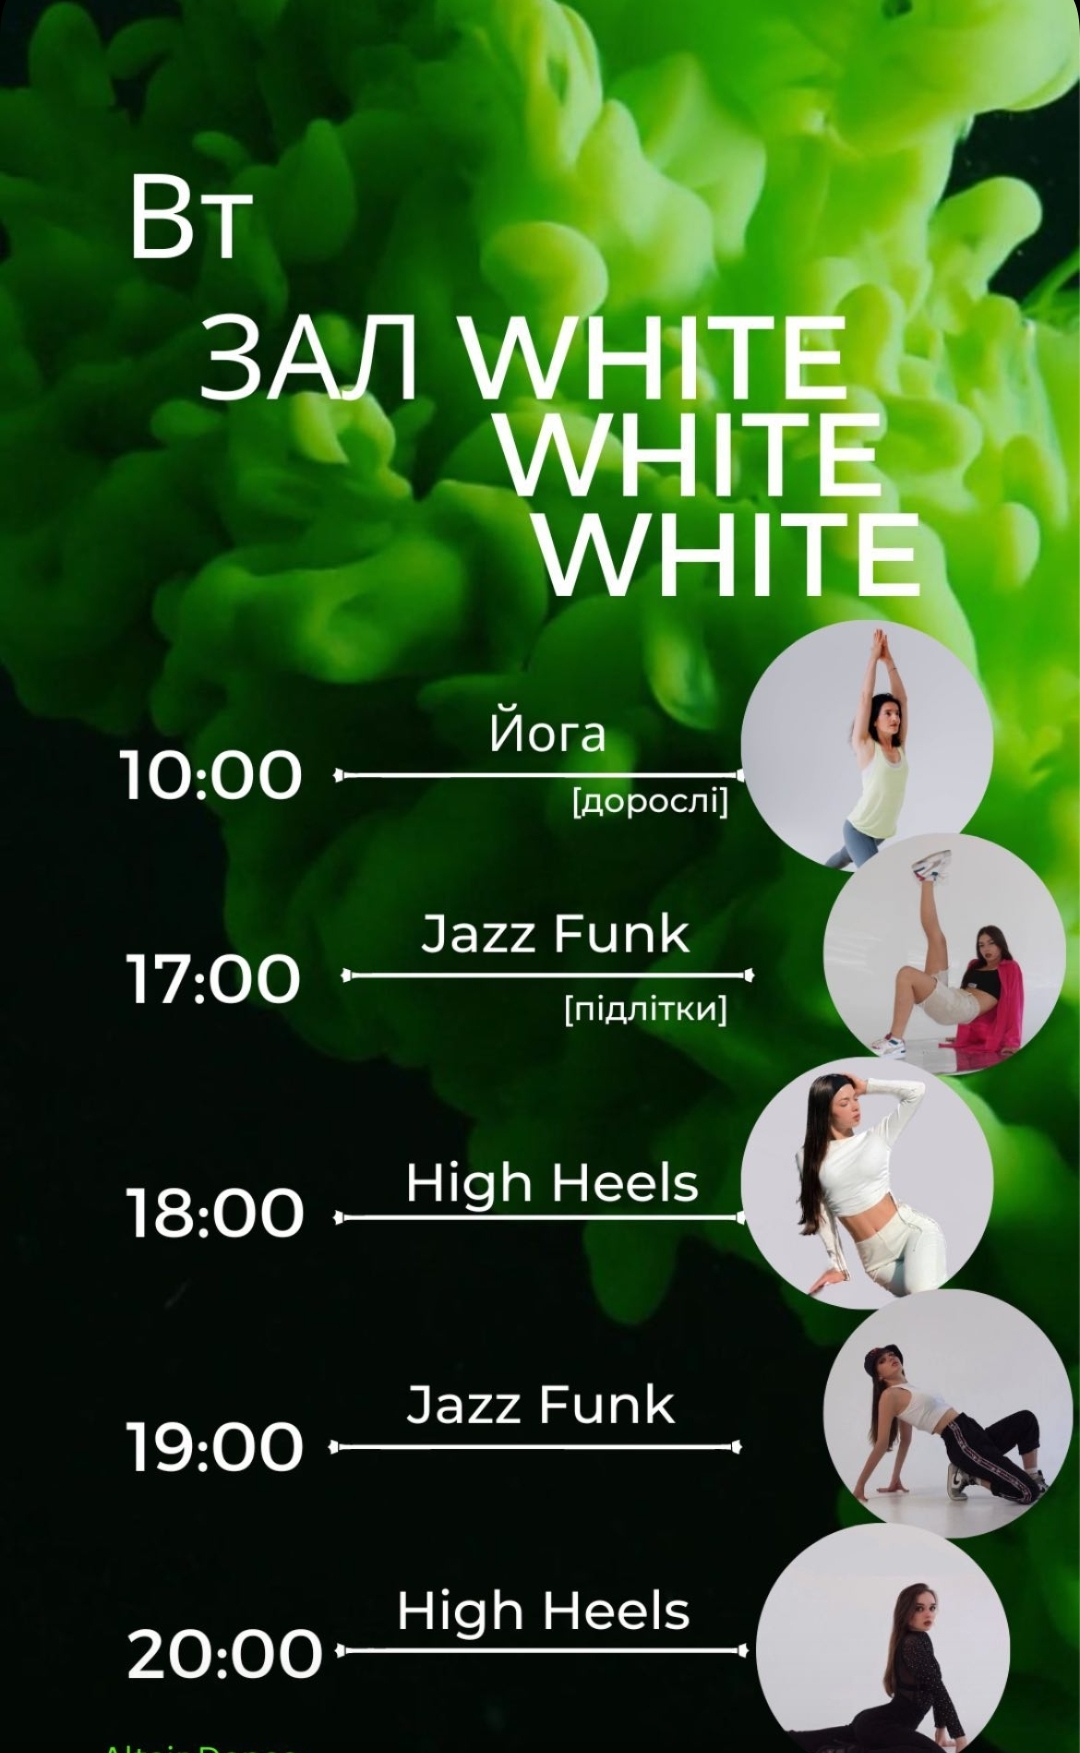 Вт
ЗАЛ WHITE
WHITE
WHITE
Йога
10:00
[дорослі]
Jazz Funk
17:00
[підлітки]
High Heels
18:00
Jazz Funk
19:00
High Heels
20:00